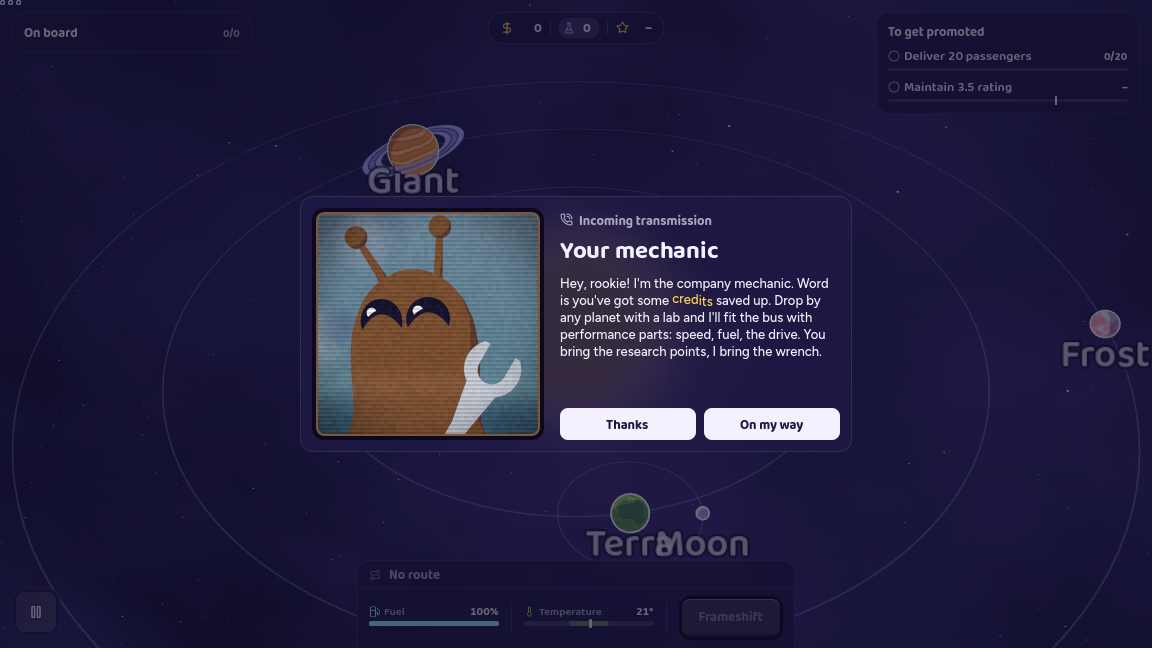 On board 0/0
$ 0 0 –
To get promoted
Deliver 20 passengers 0/20
Maintain 3.5 rating –
Giant
Incoming transmission
Your mechanic
Hey, rookie! I'm the company mechanic. Word
is you've got some credits saved up. Drop by
any planet with a lab and I'll fit the bus with
performance parts: speed, fuel, the drive. You
bring the research points, I bring the wrench.
Thanks On my way
Frost
Terra Moon
No route
Fuel 100% Temperature 21° Frameshift